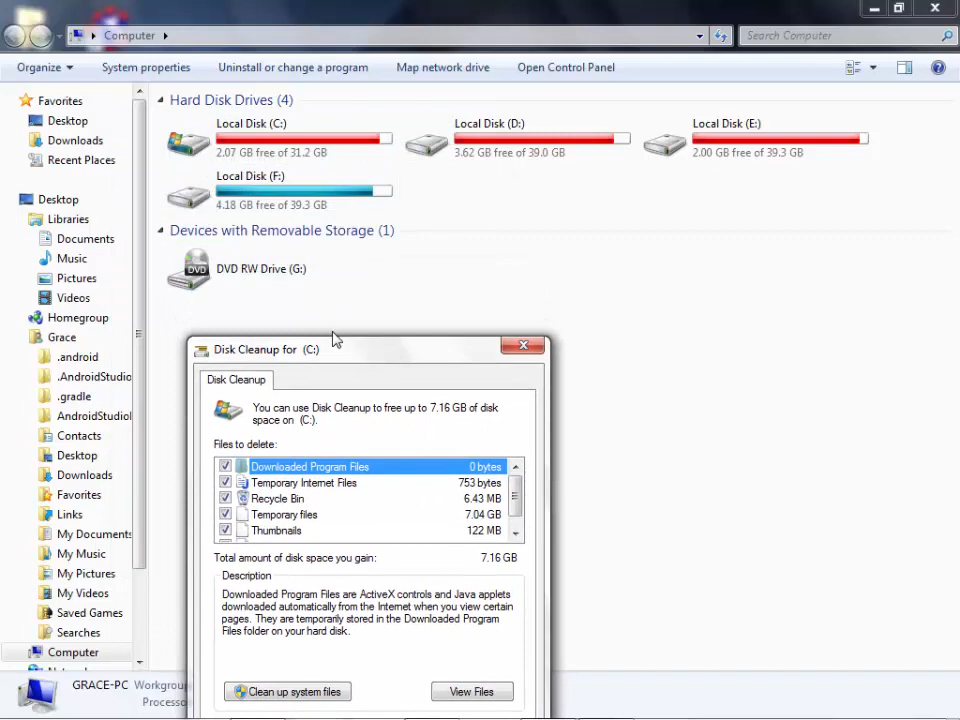 Computer
Search Computer
Organize
System properties
Uninstall or change a program
Map network drive
Open Control Panel
Favorites
Desktop
Downloads
Recent Places
Desktop
Libraries
Documents
Music
Pictures
Videos
Homegroup
Grace
.android
.AndroidStudio
.gradle
Contacts
Desktop
Downloads
Favorites
Links
My Documents
My Music
My Pictures
My Videos
Saved Games
Searches
Computer
Hard Disk Drives (4)
Local Disk (C:)
2.07 GB free of 31.2 GB
Local Disk (D:)
3.62 GB free of 39.0 GB
Local Disk (E:)
2.00 GB free of 39.3 GB
Local Disk (F:)
4.18 GB free of 39.3 GB
Devices with Removable Storage (1)
DVD
DVD RW Drive (G:)
Disk Cleanup for (C:)
Disk Cleanup
You can use Disk Cleanup to free up to 7.16 GB of disk
space on (C:).
Files to delete:
Downloaded Program Files 0 bytes
Temporary Internet Files 753 bytes
Recycle Bin 6.43 MB
Temporary files 7.04 GB
Thumbnails 122 MB
Total amount of disk space you gain: 7.16 GB
Description
Downloaded Program Files are ActiveX controls and Java applets
downloaded automatically from the Internet when you view certain
pages. They are temporarily stored in the Downloaded Program
Files folder on your hard disk.
Clean up system files
View Files
GRACE-PC Workgroup